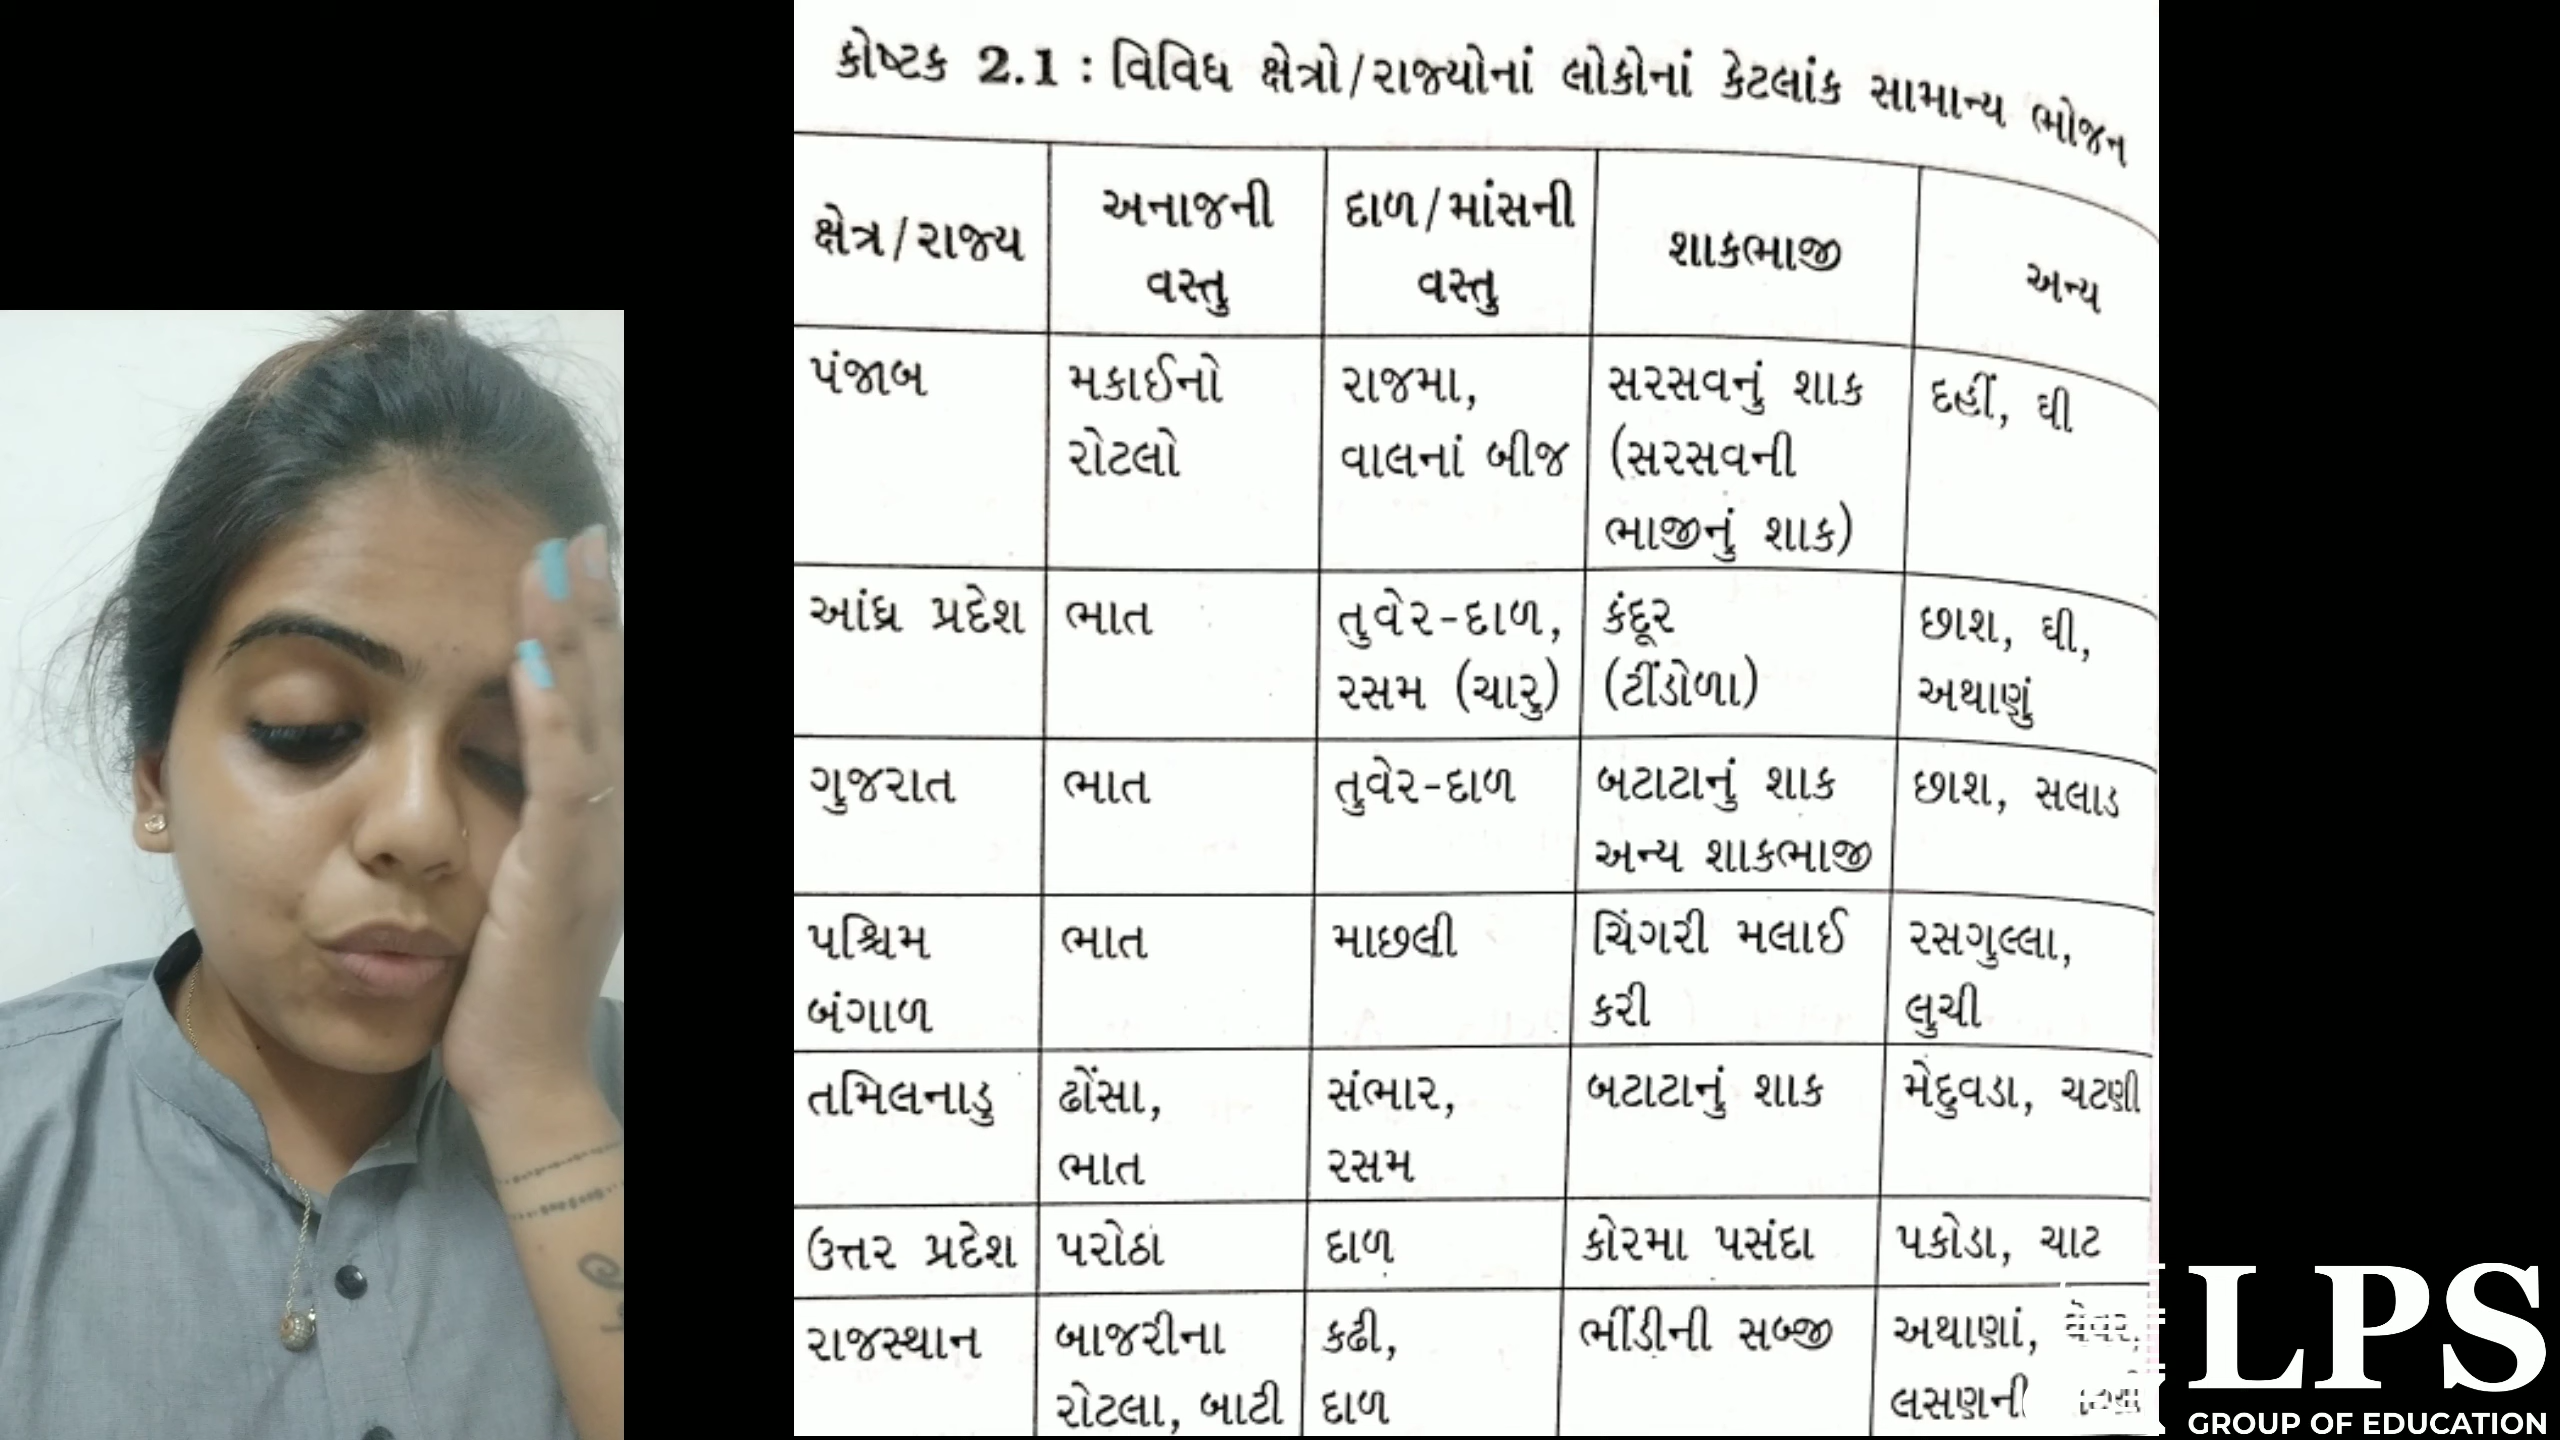 કોષ્ટક 2.1 : વિવિધ ક્ષેત્રો/રાજ્યોનાં લોકોનાં કેટલાંક સામાન્ય ભોજન
ક્ષેત્ર/રાજ્ય
અનાજની
વસ્તુ
દાળ/માંસની
વસ્તુ
શાકભાજી
અન્ય
પંજાબ
મકાઈનો
રોટલો
રાજમા,
વાલનાં બીજ
સરસવનું શાક
(સરસવની
ભાજીનું શાક)
દહીં, ઘી
આંધ્ર પ્રદેશ
ભાત
તુવેર-દાળ,
રસમ (ચારુ)
કંદૂર
(ટીંડોળા)
છાશ, ઘી,
અથાણું
ગુજરાત
ભાત
તુવેર-દાળ
બટાટાનું શાક
અન્ય શાકભાજી
છાશ, સલાડ
પશ્ચિમ
બંગાળ
ભાત
માછલી
ચિંગરી મલાઈ
કરી
રસગુલ્લા,
લુચી
તમિલનાડુ
ઢોંસા,
ભાત
સંભાર,
રસમ
બટાટાનું શાક
મેદુવડા, ચટણી
ઉત્તર પ્રદેશ
પરોઠા
દાળ
કોરમા પસંદા
પકોડા, ચાટ
રાજસ્થાન
બાજરીના
રોટલા, બાટી
કઢી,
દાળ
ભીંડીની સબ્જી
અથાણાં,
લસણની
LPS
GROUP OF EDUCATION